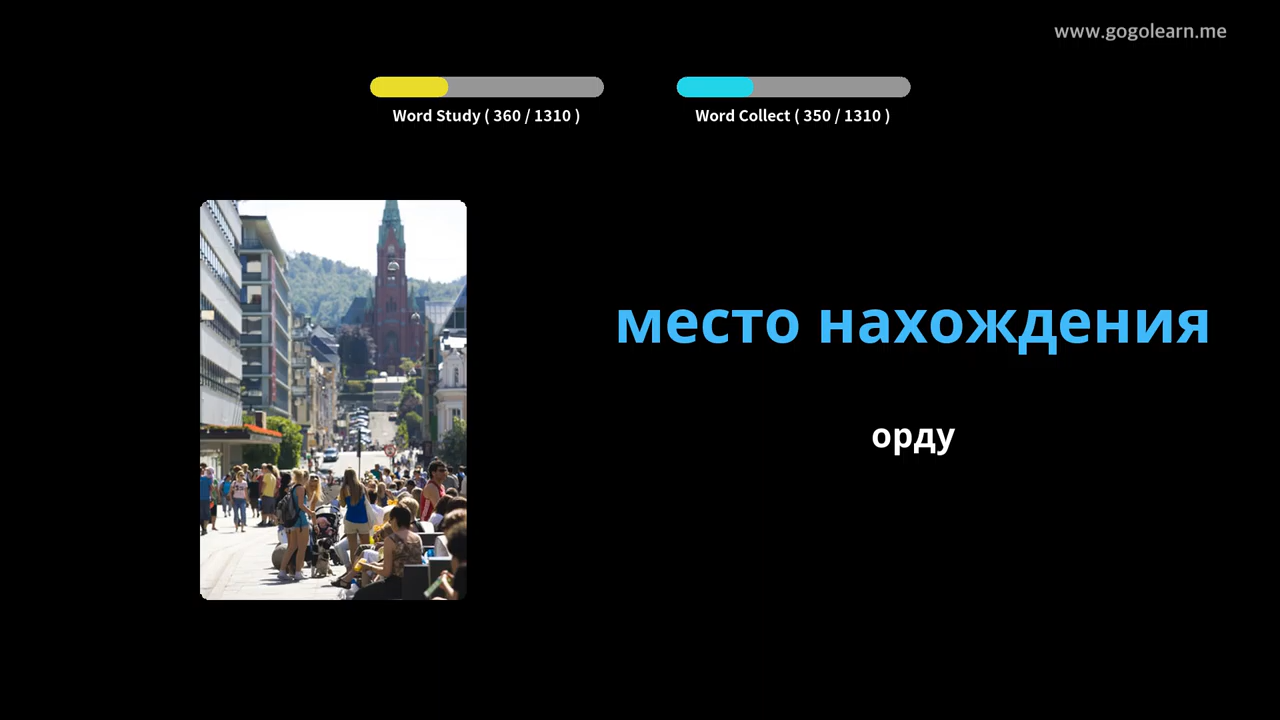 www.gogolearn.me
Word Study ( 360 / 1310 )
Word Collect ( 350 / 1310 )
место нахождения
орду